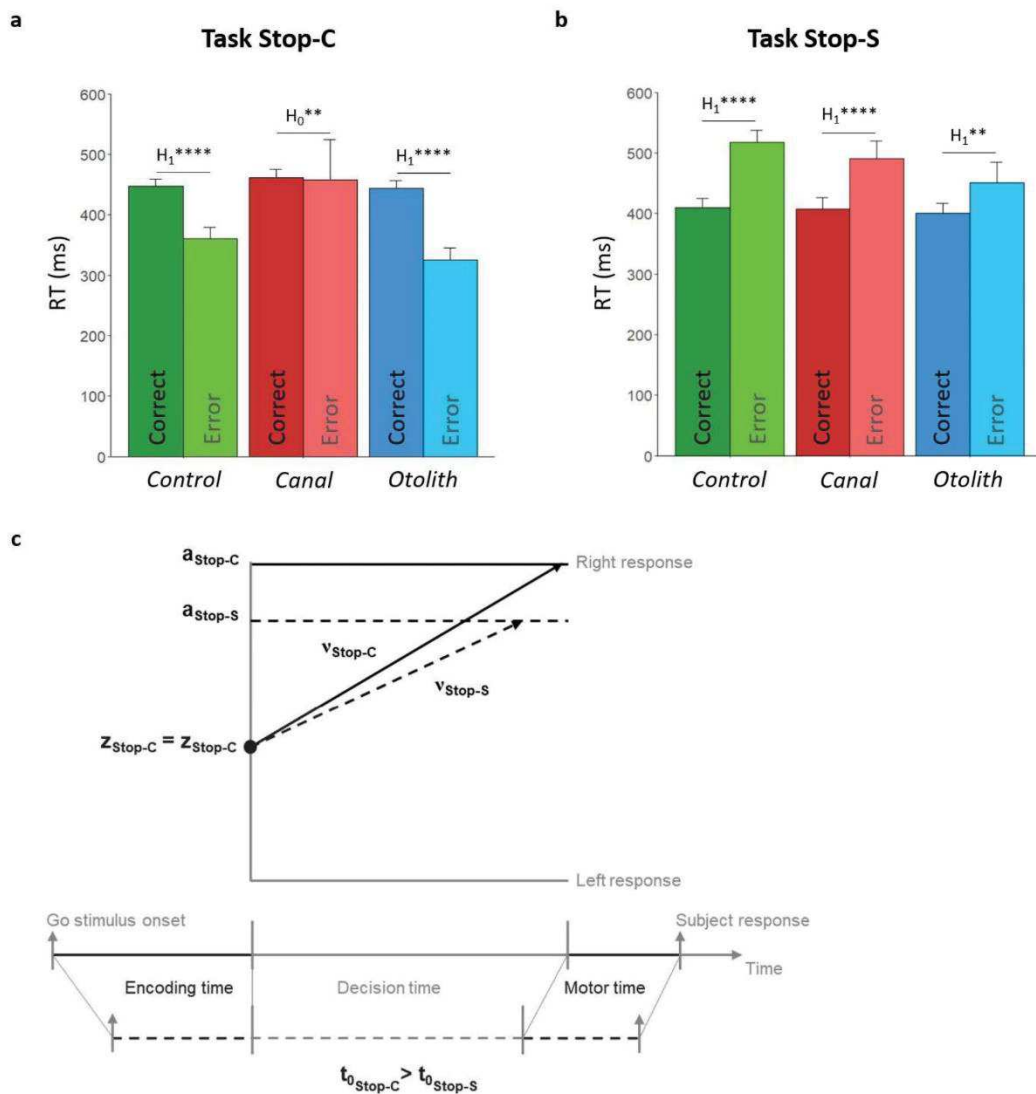 a
Task Stop-C
600
500
400
300
200
100
0
RT (ms)
H1****
H0**
H1****
Correct
Error
Correct
Error
Correct
Error
Control
Canal
Otolith
b
Task Stop-S
600
500
400
300
200
100
0
RT (ms)
H1****
H1****
H1**
Correct
Error
Correct
Error
Correct
Error
Control
Canal
Otolith
c
aStop-C
Right response
aStop-S
νStop-C
νStop-S
zStop-C = zStop-C
Left response
Go stimulus onset
Subject response
Time
Encoding time
Decision time
Motor time
t0Stop-C > t0Stop-S